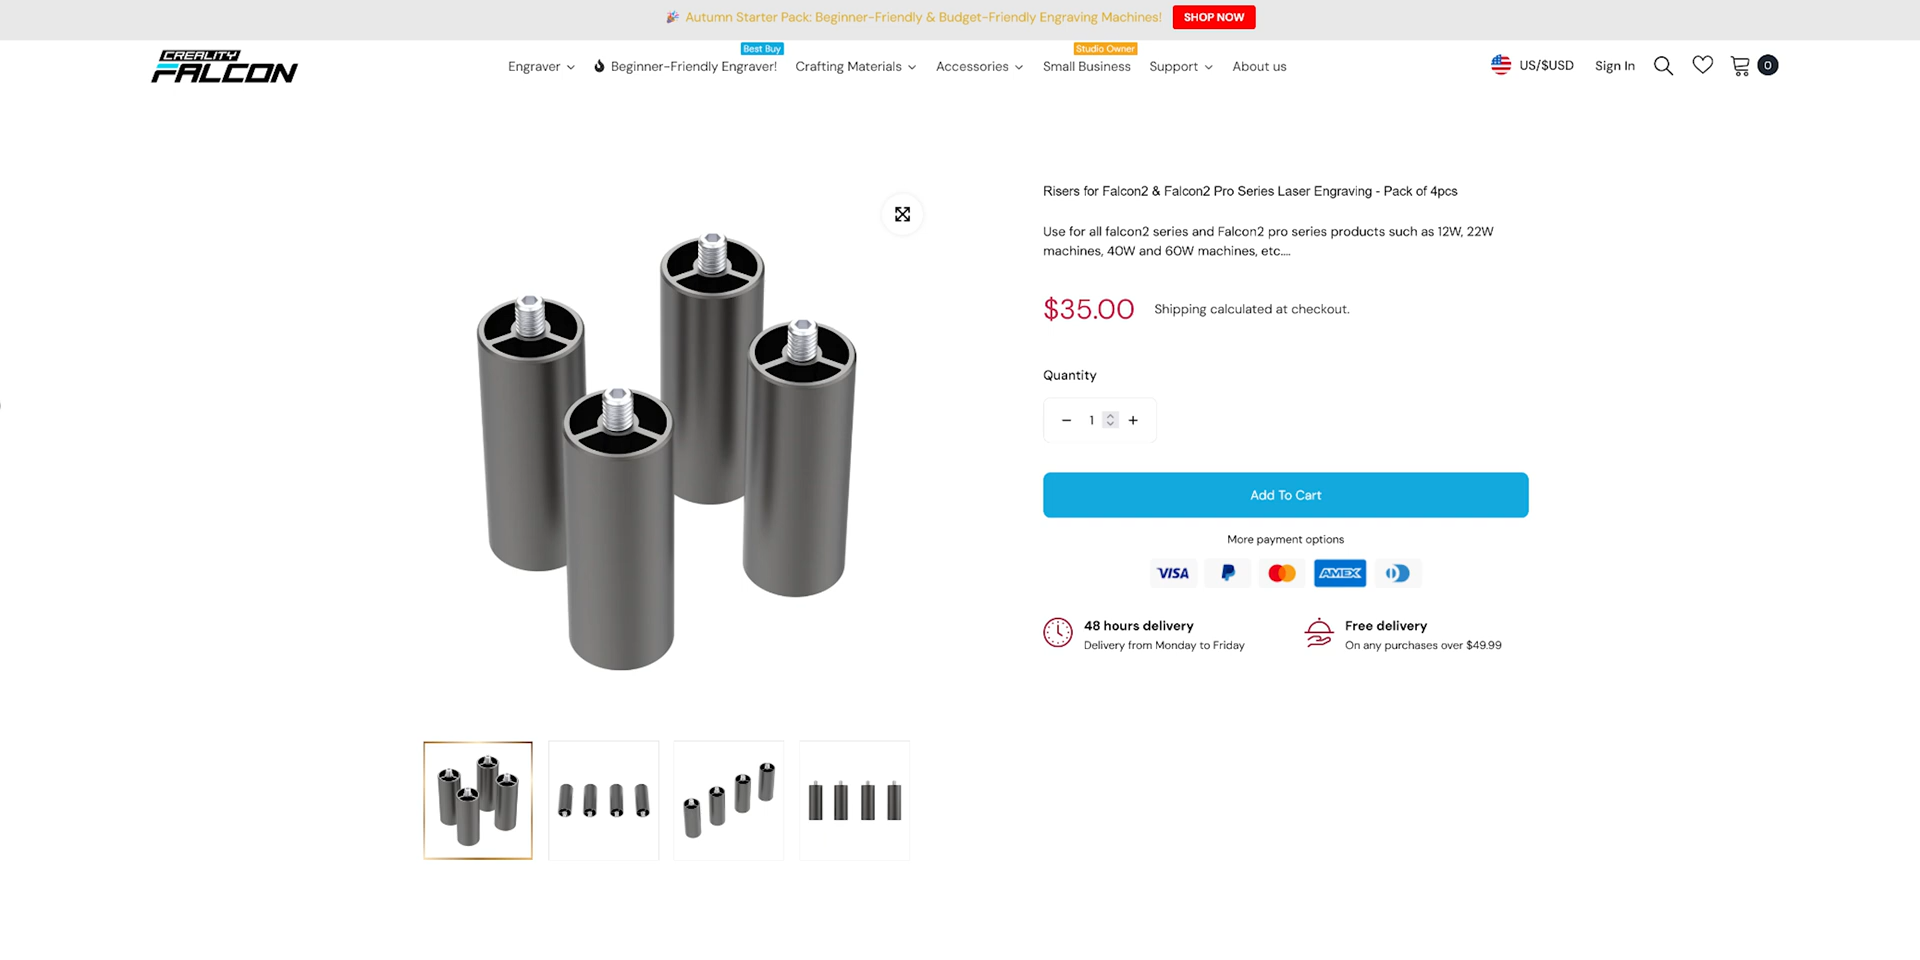 Autumn Starter Pack: Beginner-Friendly & Budget-Friendly Engraving Machines! SHOP NOW
CREALITY
FALCON
Best Buy
Studio Owner
Engraver
Beginner-Friendly Engraver!
Crafting Materials
Accessories
Small Business
Support
About us
US/$USD
Sign In
0
Risers for Falcon2 & Falcon2 Pro Series Laser Engraving - Pack of 4pcs
Use for all falcon2 series and Falcon2 pro series products such as 12W, 22W
machines, 40W and 60W machines, etc....
$35.00 Shipping calculated at checkout.
Quantity
− 1 +
Add To Cart
More payment options
VISA
AMEX
48 hours delivery
Delivery from Monday to Friday
Free delivery
On any purchases over $49.99